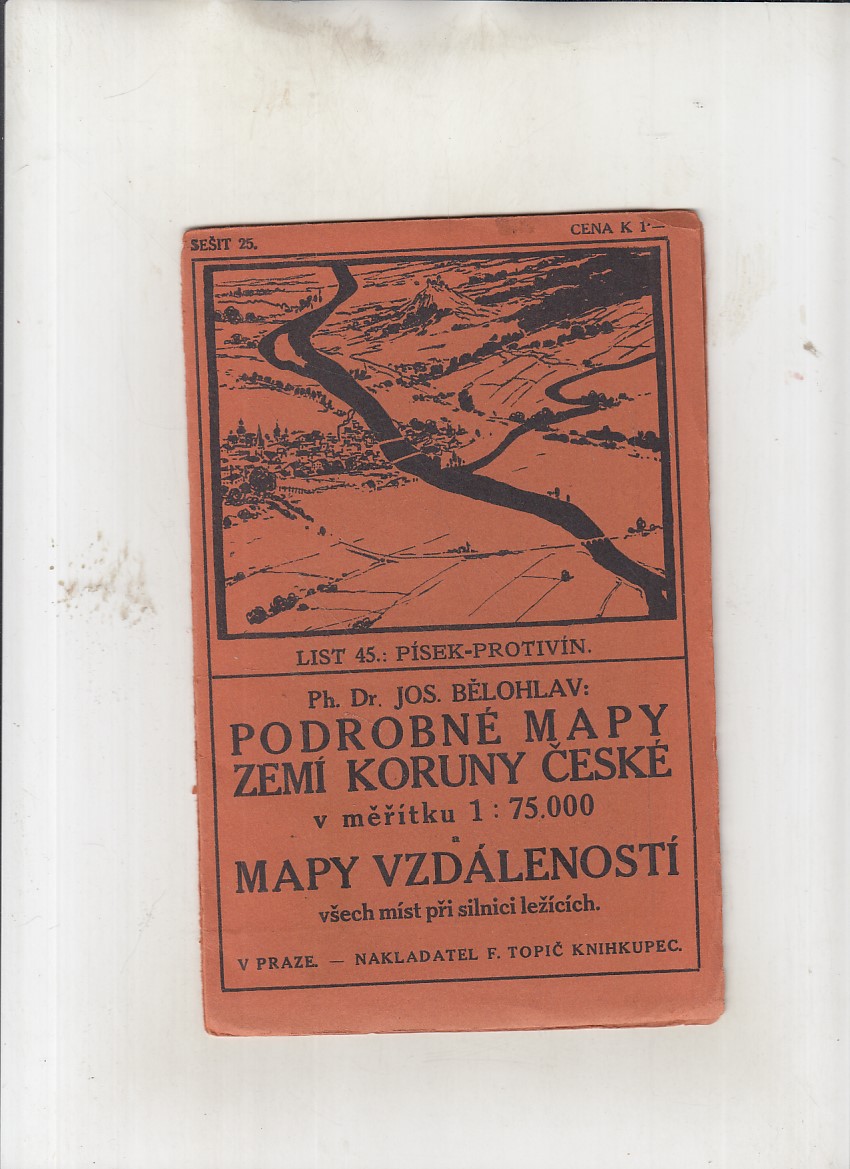 SEŠIT 25.
CENA K 1·—
LIST 45.: PÍSEK-PROTIVÍN.
Ph. Dr. JOS. BĚLOHLAV:
PODROBNÉ MAPY
ZEMÍ KORUNY ČESKÉ
v měřítku 1 : 75.000
a
MAPY VZDÁLENOSTÍ
všech míst při silnici ležících.
V PRAZE. — NAKLADATEL F. TOPIČ KNIHKUPEC.